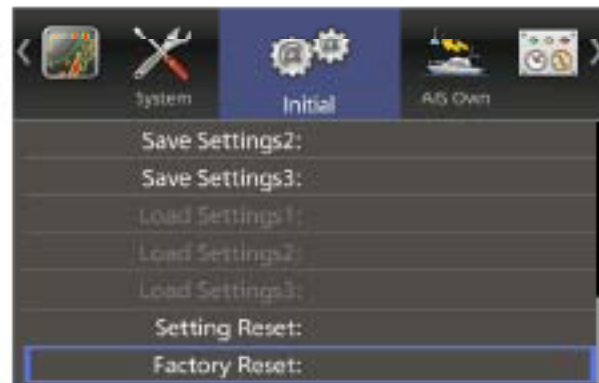 System
Initial
AIS Own
Save Settings2:
Save Settings3:
Load Settings1:
Load Settings2:
Load Settings3:
Setting Reset:
Factory Reset: